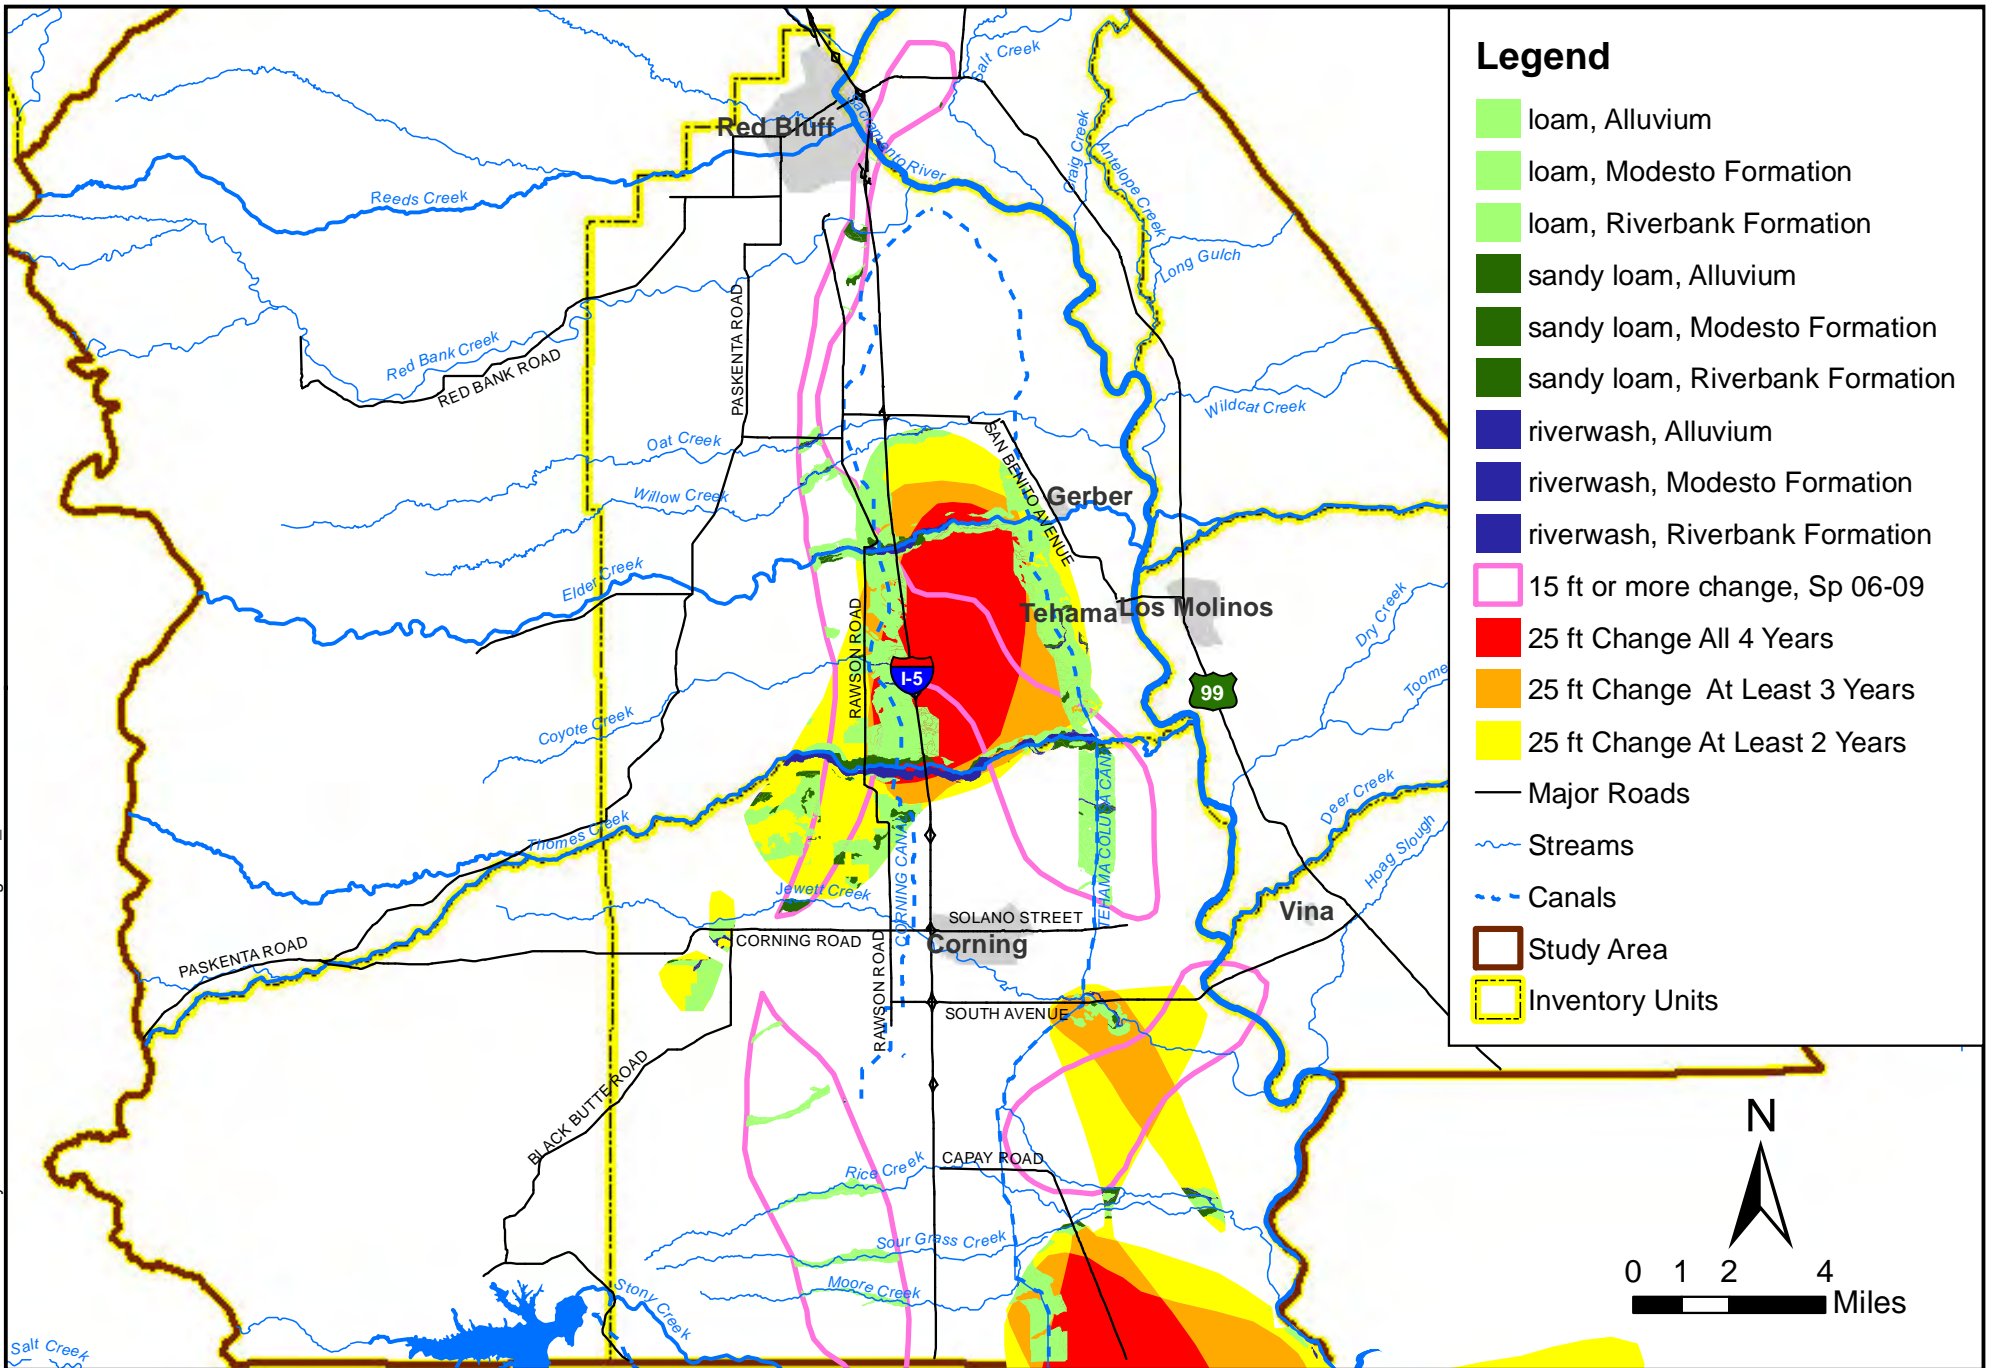 Legend
loam, Alluvium
loam, Modesto Formation
loam, Riverbank Formation
sandy loam, Alluvium
sandy loam, Modesto Formation
sandy loam, Riverbank Formation
riverwash, Alluvium
riverwash, Modesto Formation
riverwash, Riverbank Formation
15 ft or more change, Sp 06-09
25 ft Change All 4 Years
25 ft Change At Least 3 Years
25 ft Change At Least 2 Years
Major Roads
Streams
Canals
Study Area
Inventory Units
N
0 1 2 4
Miles
Salt Creek
Red Bluff
Sacramento River
Craig Creek
Antelope Creek
Reeds Creek
Long Gulch
PASKENTA ROAD
Red Bank Creek
RED BANK ROAD
Wildcat Creek
Oat Creek
SAN BENITO AVENUE
Willow Creek
Gerber
Elder Creek
Tehama
Los Molinos
Dry Creek
RAWSON ROAD
I-5
99
Toome
Coyote Creek
TEHAMA COLUSA CANA
Deer Creek
Thomes Creek
Hoag Slough
CORNING CANAL
Jewett Creek
SOLANO STREET
Vina
CORNING ROAD
Corning
PASKENTA ROAD
RAWSON ROAD
SOUTH AVENUE
BLACK BUTTE ROAD
CAPAY ROAD
Rice Creek
Sour Grass Creek
Moore Creek
Stony Creek
Salt Creek